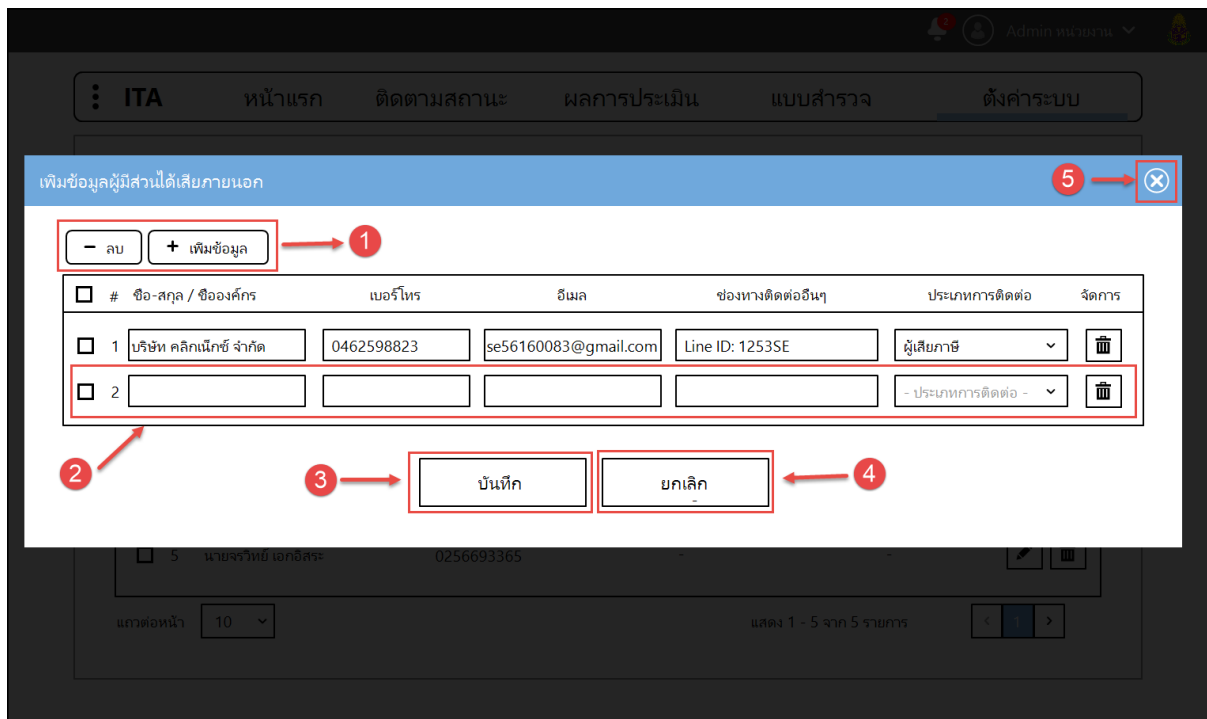 2
Admin หน่วยงาน
ITA หน้าแรก ติดตามสถานะ ผลการประเมิน แบบสำรวจ ตั้งค่าระบบ
เพิ่มข้อมูลผู้มีส่วนได้เสียภายนอก
5
- ลบ + เพิ่มข้อมูล
1
# ชื่อ-สกุล / ชื่อองค์กร เบอร์โทร อีเมล ช่องทางติดต่ออื่นๆ ประเภทการติดต่อ จัดการ
1 บริษัท คลิกเน็กซ์ จำกัด 0462598823 se56160083@gmail.com Line ID: 1253SE ผู้เสียภาษี
2 - ประเภทการติดต่อ -
2
3 บันทึก ยกเลิก 4
5 นายจรวิทย์ เอกอิสระ 0256693365 - -
แถวต่อหน้า 10 แสดง 1 - 5 จาก 5 รายการ < 1 >